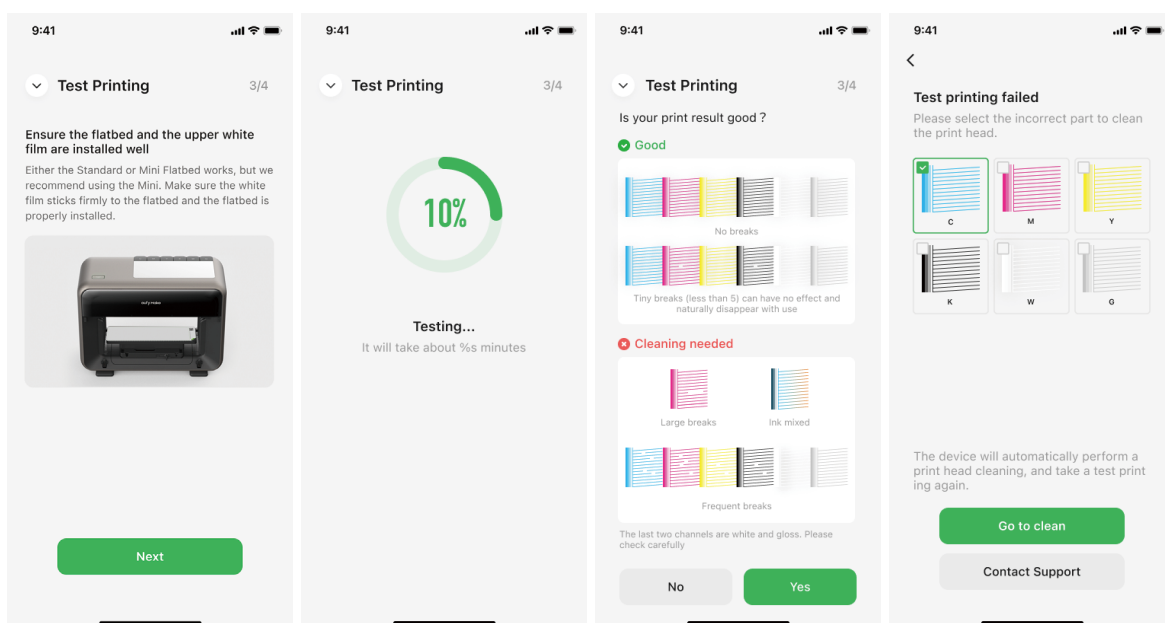 9:41
Test Printing
3/4
Ensure the flatbed and the upper white
film are installed well
Either the Standard or Mini Flatbed works, but we
recommend using the Mini. Make sure the white
film sticks firmly to the flatbed and the flatbed is
properly installed.
eufymake
Next
9:41
Test Printing
3/4
10%
Testing...
It will take about %s minutes
9:41
Test Printing
3/4
Is your print result good ?
Good
No breaks
Tiny breaks (less than 5) can have no effect and
naturally disappear with use
Cleaning needed
Large breaks
Ink mixed
Frequent breaks
The last two channels are white and gloss. Please
check carefully
No
Yes
9:41
Test printing failed
Please select the incorrect part to clean
the print head.
C
M
Y
K
W
G
The device will automatically perform a
print head cleaning, and take a test print
ing again.
Go to clean
Contact Support